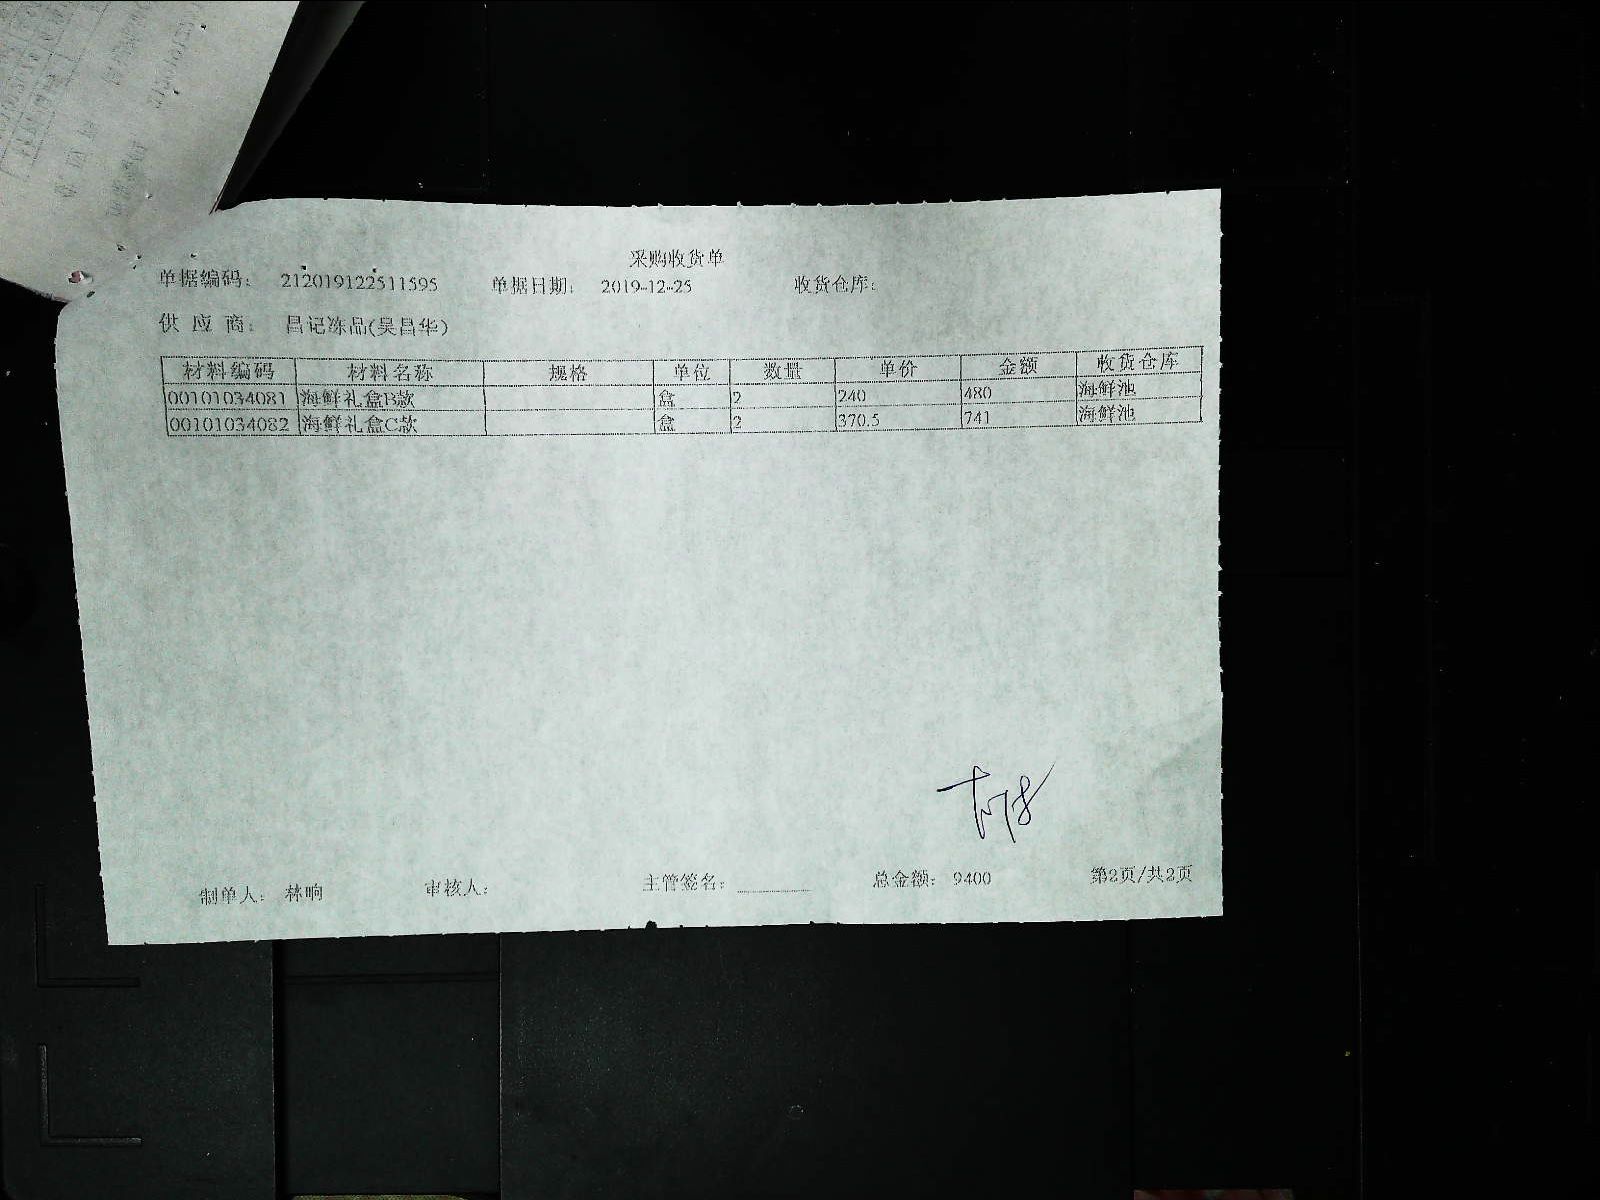 采购收货单
单据编码: 212019122511595 单据日期: 2019-12-25 收货仓库:
供应商: 昌记冻品(吴昌华)
材料编码 材料名称 规格 单位 数量 单价 金额 收货仓库
00101034081 海鲜礼盒B款 盒 2 240 480 海鲜池
00101034082 海鲜礼盒C款 盒 2 370.5 741 海鲜池
制单人: 林响 审核人: 主管签名: 总金额: 9400 第2页/共2页